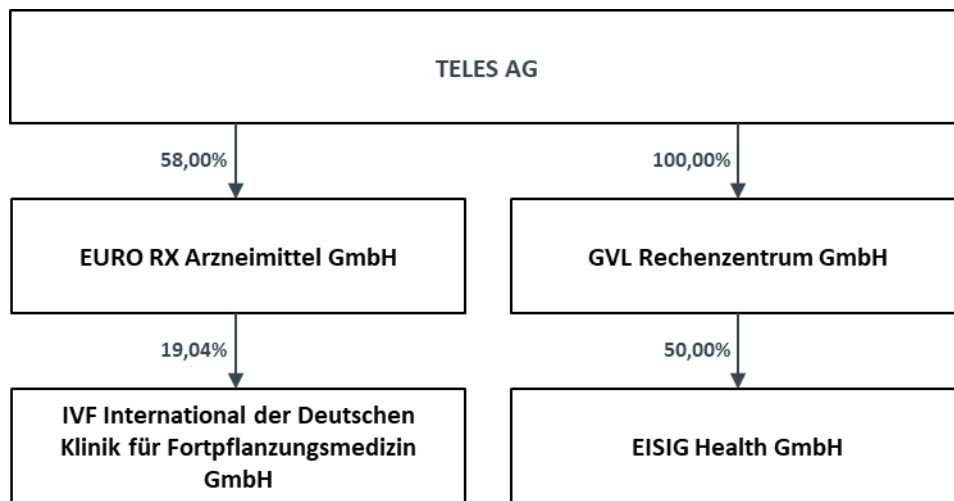 TELES AG
58,00%
100,00%
EURO RX Arzneimittel GmbH
GVL Rechenzentrum GmbH
19,04%
50,00%
IVF International der Deutschen
Klinik für Fortpflanzungsmedizin
GmbH
EISIG Health GmbH